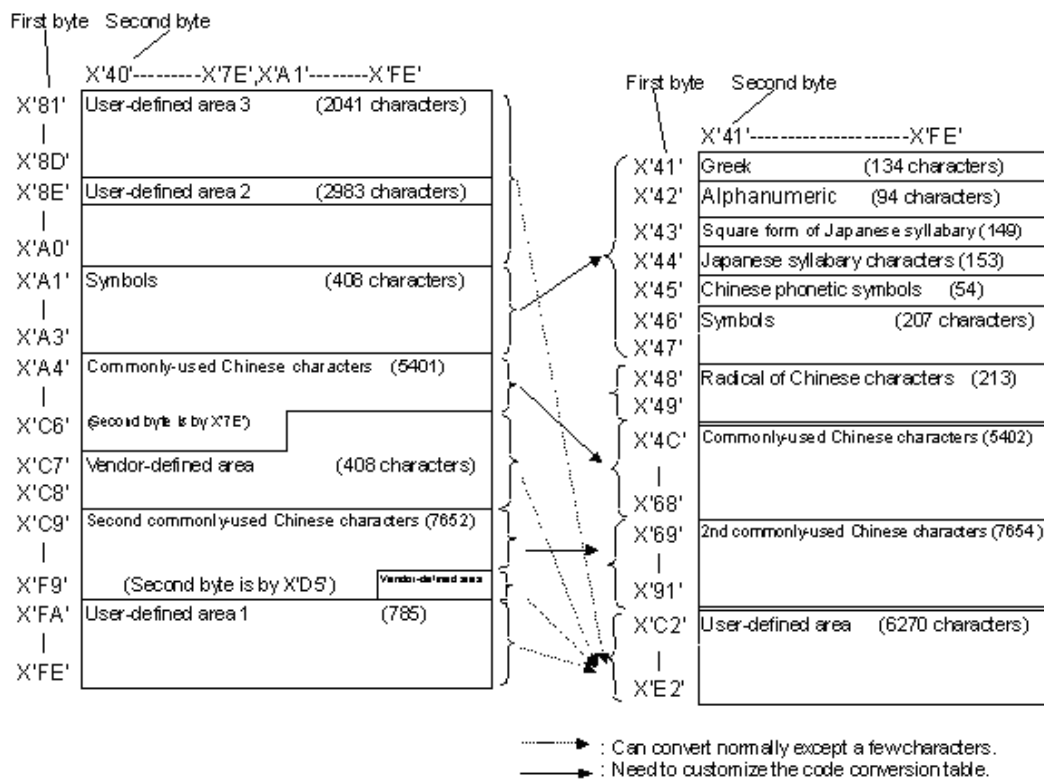 First byte Second byte
X'40'---------X'7E',X'A1'--------X'FE'
X'81' User-defined area 3 (2041 characters)
|
X'8D'
X'8E' User-defined area 2 (2983 characters)
|
X'A0'
X'A1' Symbols (408 characters)
|
X'A3'
X'A4' Commonly-used Chinese characters (5401)
|
X'C6' (Second byte is by X'7E')
X'C7' Vendor-defined area (408 characters)
X'C8'
X'C9' Second commonly-used Chinese characters (7652)
|
X'F9' (Second byte is by X'D5') Vendor-defined area
X'FA' User-defined area 1 (785)
|
X'FE'
First byte Second byte
X'41'----------------------X'FE'
X'41' Greek (134 characters)
X'42' Alphanumeric (94 characters)
X'43' Square form of Japanese syllabary (149)
X'44' Japanese syllabary characters (153)
X'45' Chinese phonetic symbols (54)
X'46' Symbols (207 characters)
X'47'
X'48' Radical of Chinese characters (213)
X'49'
X'4C' Commonly-used Chinese characters (5402)
|
X'68'
X'69' 2nd commonly-used Chinese characters (7654)
|
X'91'
X'C2' User-defined area (6270 characters)
|
X'E2'
: Can convert normally except a few characters.
: Need to customize the code conversion table.